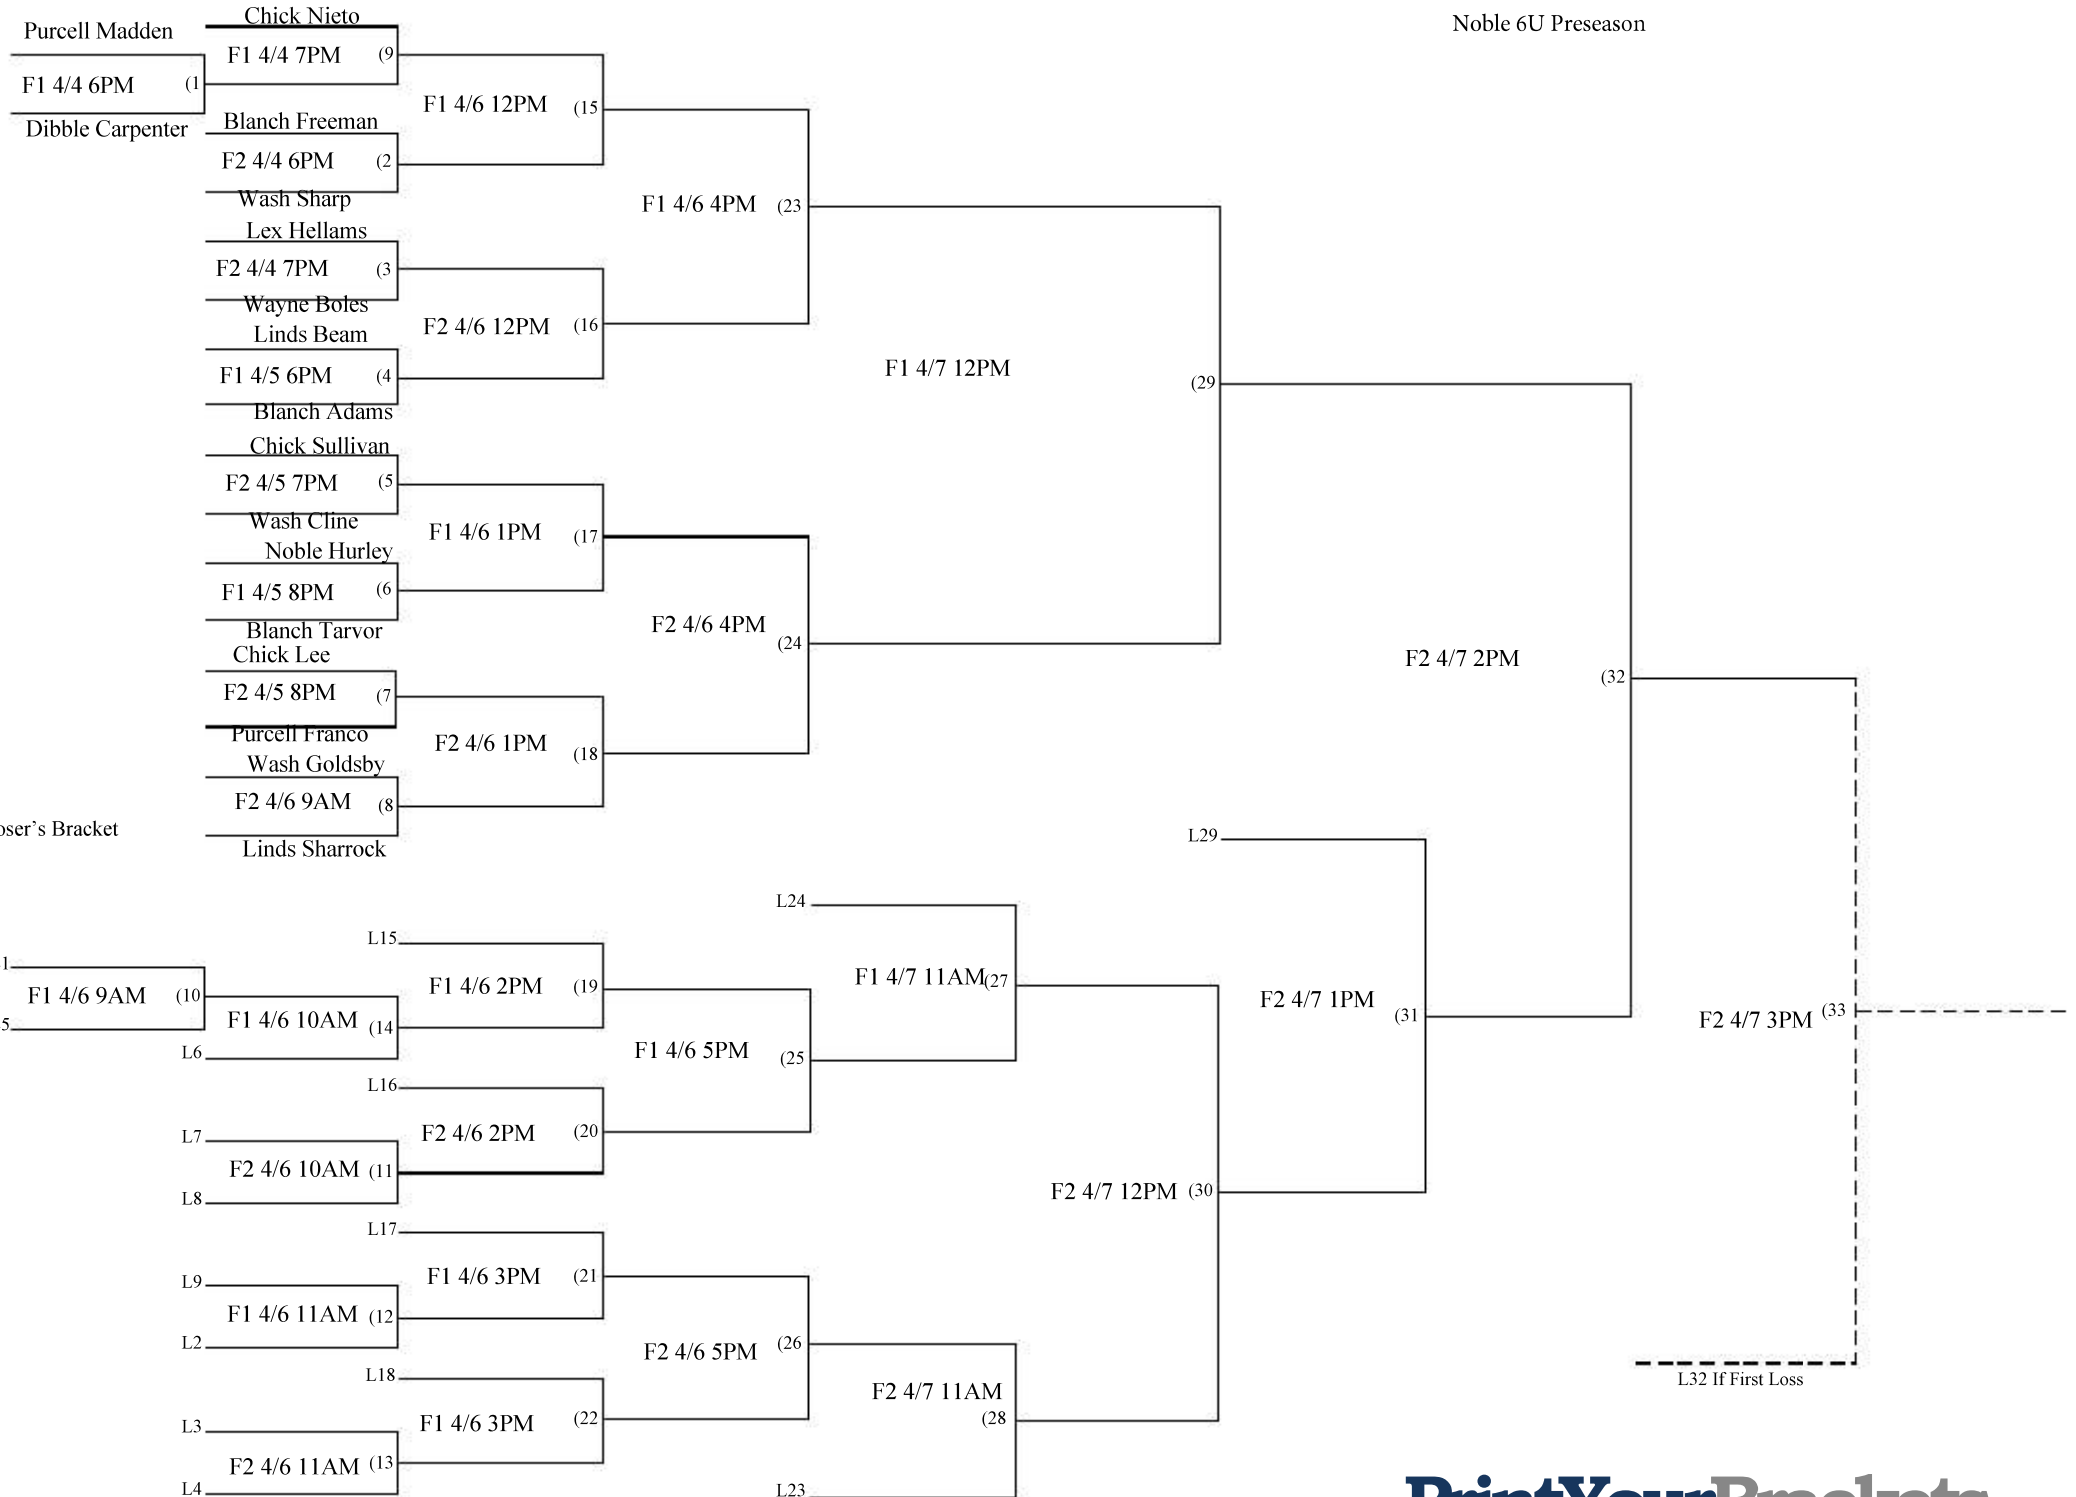 Noble 6U Preseason
Chick Nieto
Purcell Madden
F1 4/4 7PM (9
F1 4/4 6PM (1
Dibble Carpenter
F1 4/6 12PM (15
Blanch Freeman
F2 4/4 6PM (2
Wash Sharp
F1 4/6 4PM (23
Lex Hellams
F2 4/4 7PM (3
Wayne Boles
F2 4/6 12PM (16
Linds Beam
F1 4/5 6PM (4
Blanch Adams
F1 4/7 12PM (29
Chick Sullivan
F2 4/5 7PM (5
Wash Cline
F1 4/6 1PM (17
Noble Hurley
F1 4/5 8PM (6
Blanch Tarvor
F2 4/6 4PM (24
Chick Lee
F2 4/5 8PM (7
Purcell Franco
F2 4/6 1PM (18
Wash Goldsby
F2 4/6 9AM (8
Linds Sharrock
F2 4/7 2PM (32
oser's Bracket
L29
L24
L15
1
F1 4/6 9AM (10
5
F1 4/6 2PM (19
F1 4/6 10AM (14
L6
F1 4/7 11AM (27
F1 4/6 5PM (25
F2 4/7 1PM (31
F2 4/7 3PM (33
L16
F2 4/6 2PM (20
L7
F2 4/6 10AM (11
L8
F2 4/7 12PM (30
L17
F1 4/6 3PM (21
L9
F1 4/6 11AM (12
L2
F2 4/6 5PM (26
L18
F1 4/6 3PM (22
F2 4/7 11AM (28
L3
F2 4/6 11AM (13
L4
L23
L32 If First Loss
PrintYourBrackets